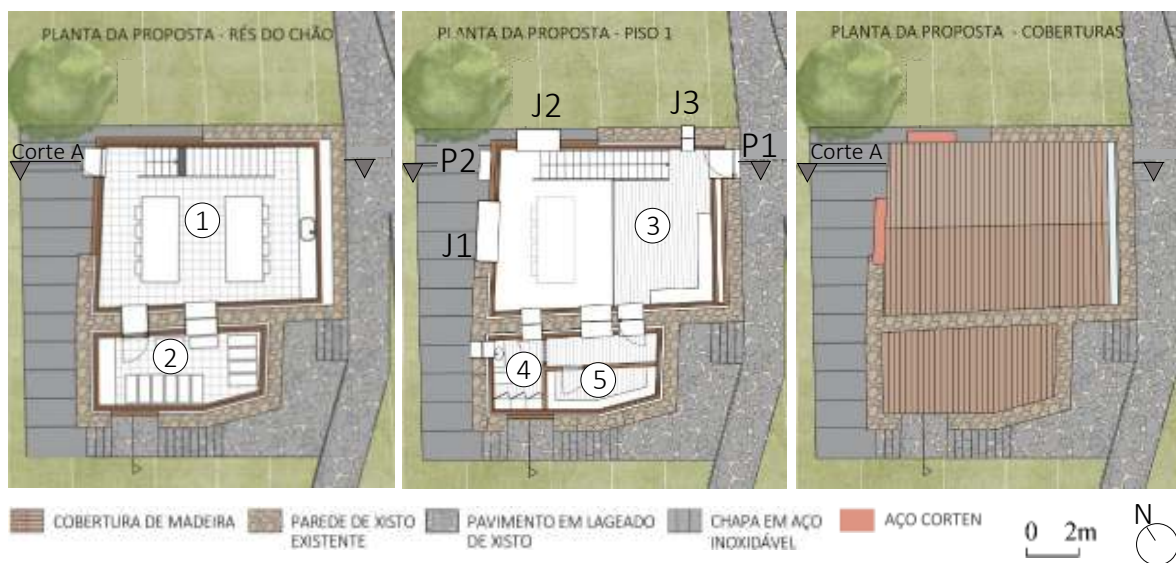 PLANTA DA PROPOSTA - RÉS DO CHÃO
Corte A
1
2
PLANTA DA PROPOSTA - PISO 1
J2
J3
P2
P1
J1
3
4
5
PLANTA DA PROPOSTA - COBERTURAS
Corte A
COBERTURA DE MADEIRA
PAREDE DE XISTO
EXISTENTE
PAVIMENTO EM LAGEADO
DE XISTO
CHAPA EM AÇO
INOXIDÁVEL
AÇO CORTEN
0 2m
N